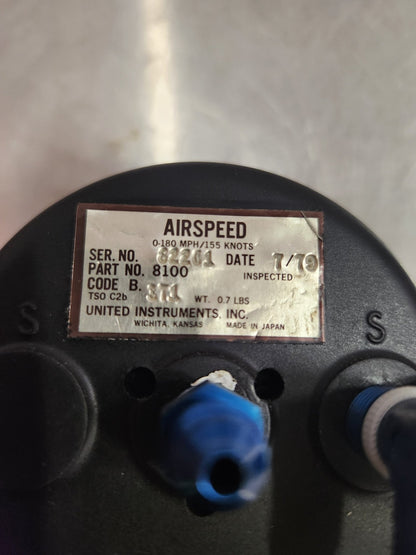 AIRSPEED
0-180 MPH/155 KNOTS
SER. NO. 82261 DATE 7/79
PART NO. 8100 INSPECTED
CODE B. 371
TSO C2b WT. 0.7 LBS
UNITED INSTRUMENTS, INC.
WICHITA, KANSAS MADE IN JAPAN
S S